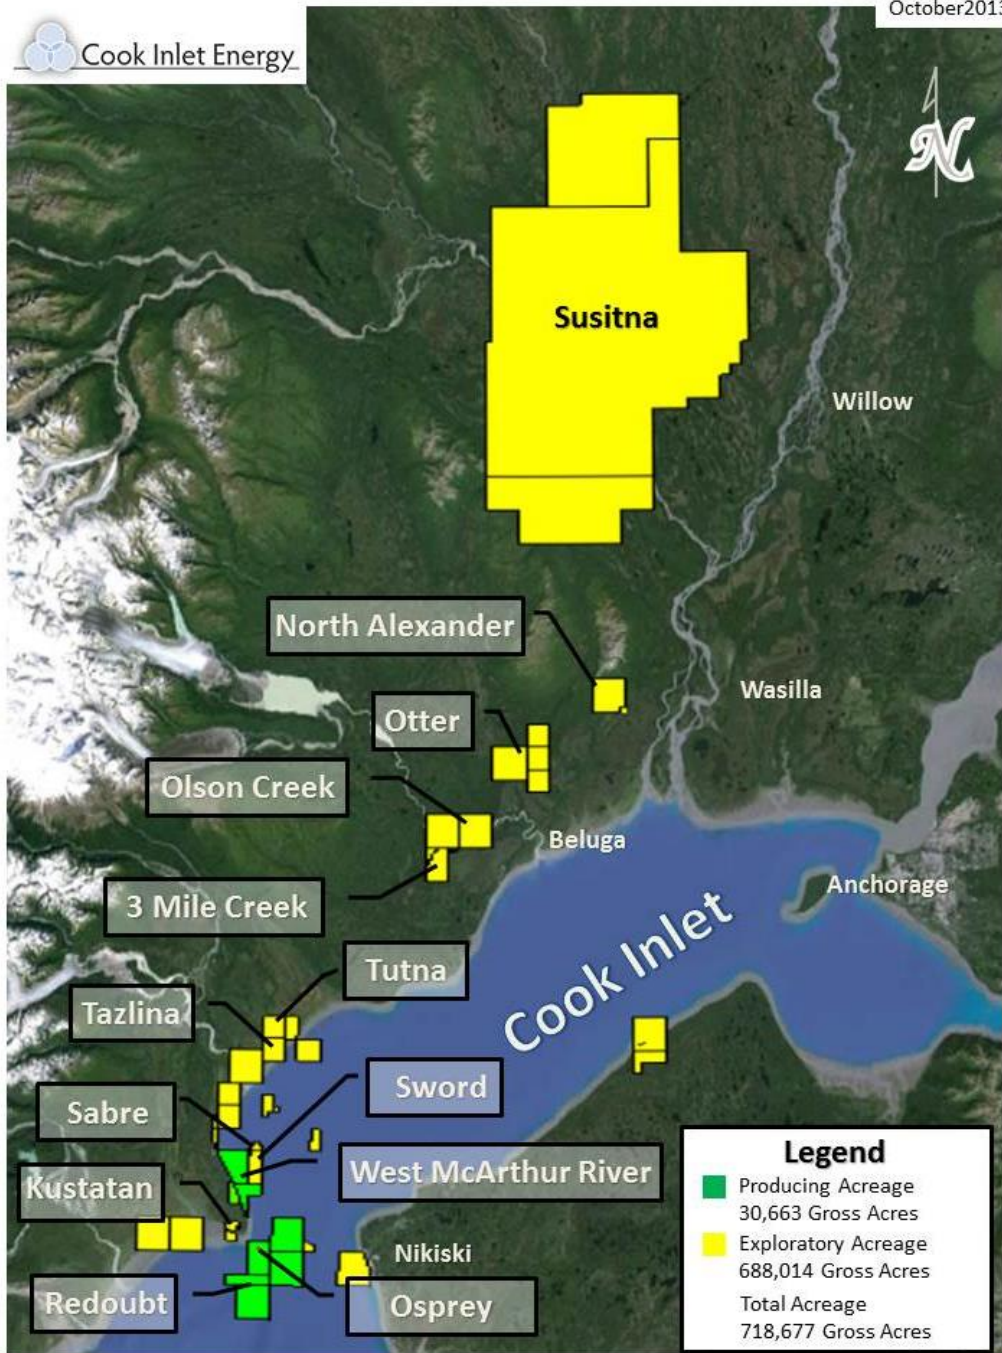 October2013
Cook Inlet Energy
N
Susitna
Willow
North Alexander
Wasilla
Otter
Olson Creek
Beluga
Anchorage
3 Mile Creek
Cook Inlet
Tutna
Tazlina
Sword
Sabre
West McArthur River
Kustatan
Nikiski
Redoubt
Osprey
Legend
Producing Acreage
30,663 Gross Acres
Exploratory Acreage
688,014 Gross Acres
Total Acreage
718,677 Gross Acres